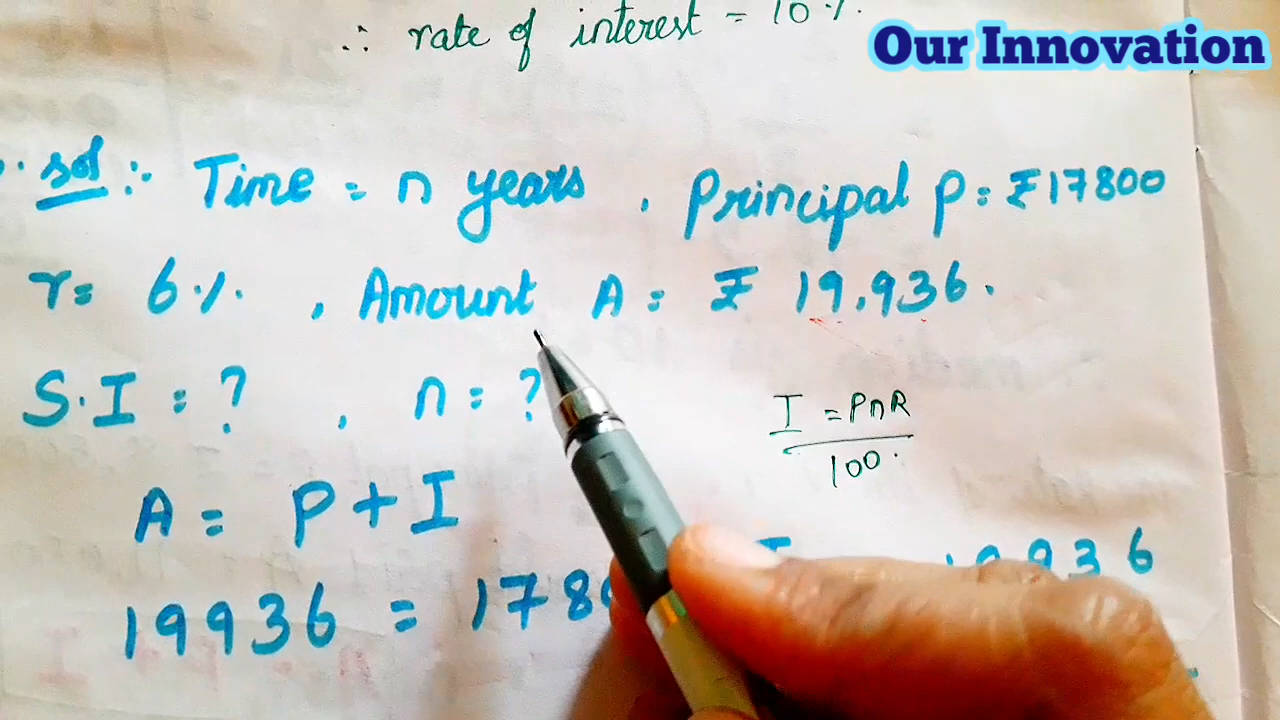 ∴ rate of interest = 10%.
Our Innovation
sol :- Time = n years , Principal P = ₹17800
r = 6% , Amount A = ₹ 19,936.
S.I = ? , n = ?
I = PnR
100
A = P + I
19936 = 178
19936